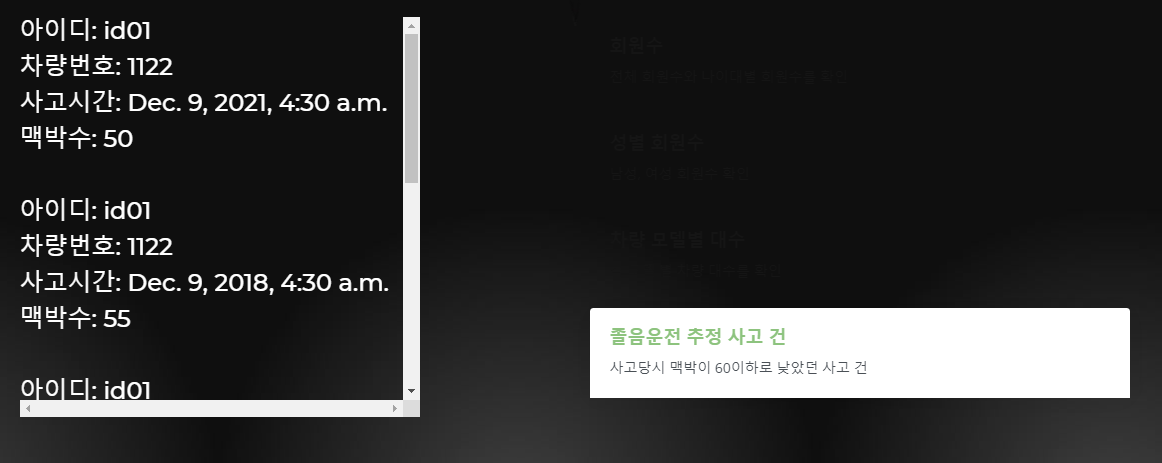 아이디: id01
차량번호: 1122
사고시간: Dec. 9, 2021, 4:30 a.m.
맥박수: 50
아이디: id01
차량번호: 1122
사고시간: Dec. 9, 2018, 4:30 a.m.
맥박수: 55
아이디: id01
회원수
성별 회원수
차량 모델별 대수
졸음운전 추정 사고 건
사고당시 맥박이 60이하로 낮았던 사고 건